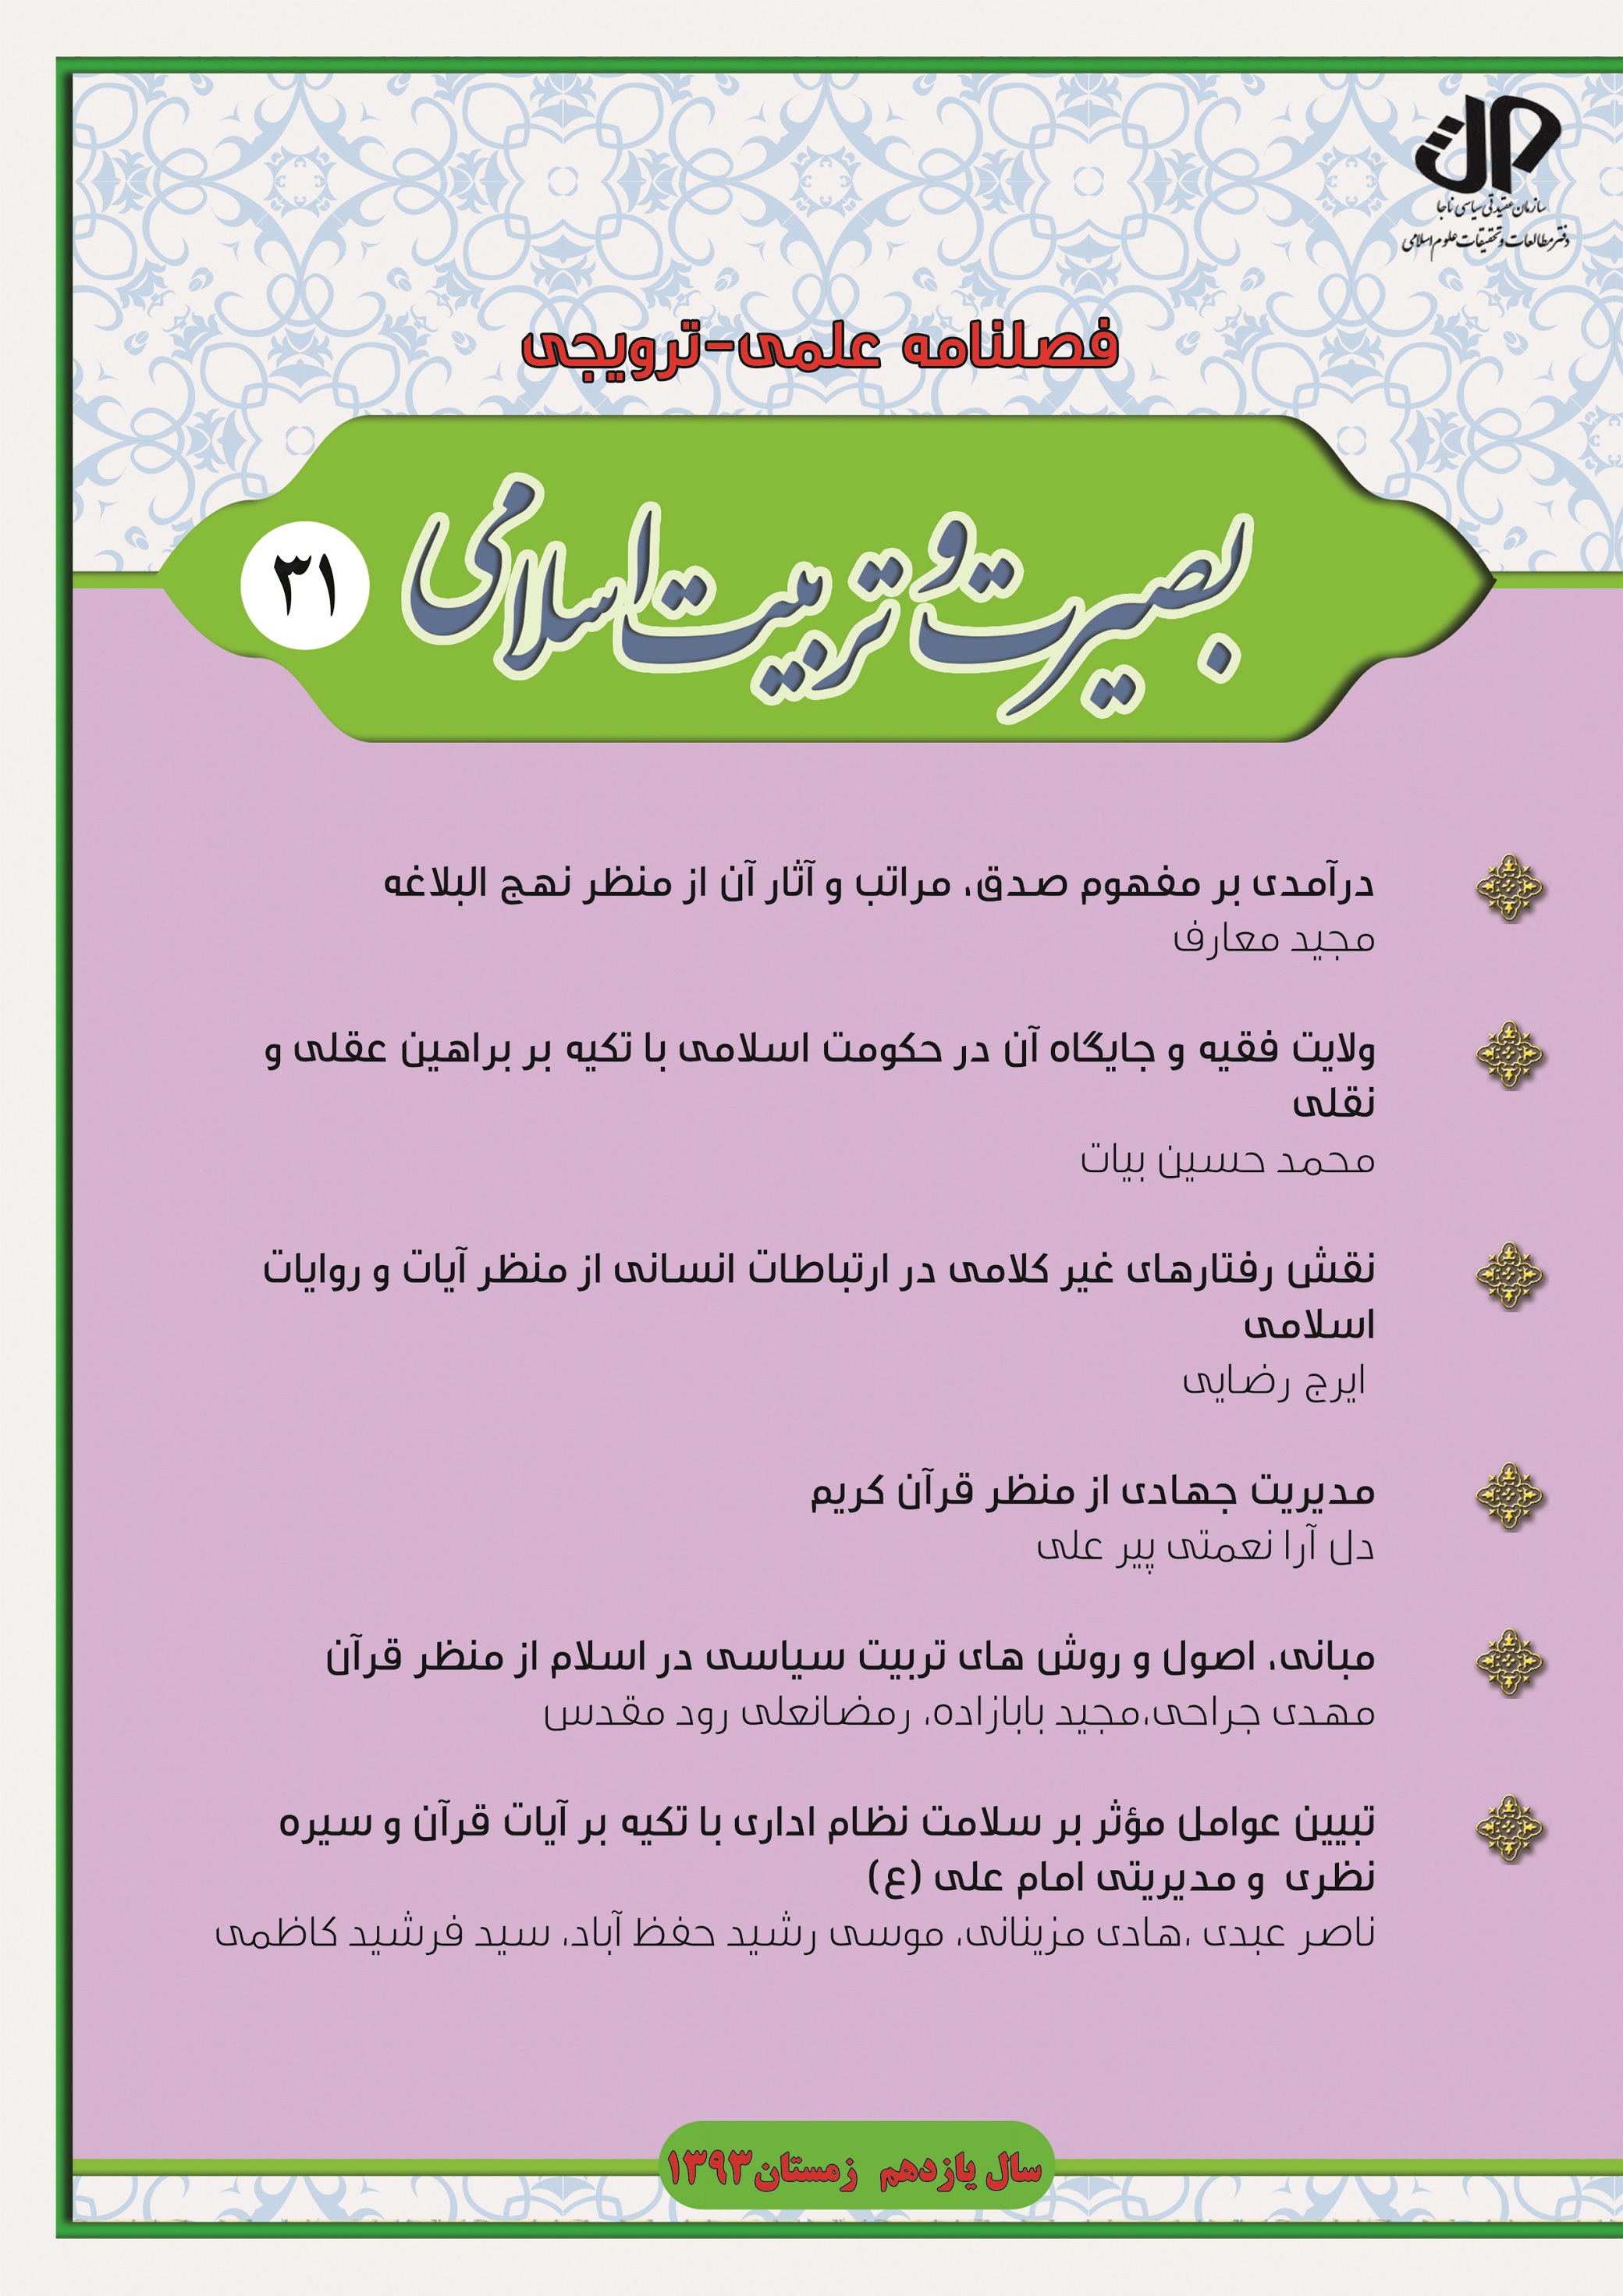 سازمان عقیدتی سیاسی ناجا
دفتر مطالعات و تحقیقات علوم اسلامی
فصلنامه علمی-ترویجی
بصیرت و تربیت اسلامی
۳۱
درآمدی بر مفهوم صدق، مراتب و آثار آن از منظر نهج البلاغه
مجید معارف
ولایت فقیه و جایگاه آن در حکومت اسلامی با تکیه بر براهین عقلی و
نقلی
محمد حسین بیات
نقش رفتارهای غیر کلامی در ارتباطات انسانی از منظر آیات و روایات
اسلامی
ایرج رضایی
مدیریت جهادی از منظر قرآن کریم
دل آرا نعمتی پیر علی
مبانی، اصول و روش های تربیت سیاسی در اسلام از منظر قرآن
مهدی جراحی،مجید بابازاده، رمضانعلی رود مقدس
تبیین عوامل مؤثر بر سلامت نظام اداری با تکیه بر آیات قرآن و سیره
نظری و مدیریتی امام علی (ع)
ناصر عبدی ،هادی مزینانی، موسی رشید حفظ آباد، سید فرشید کاظمی
سال یازدهم زمستان۱۳۹۳